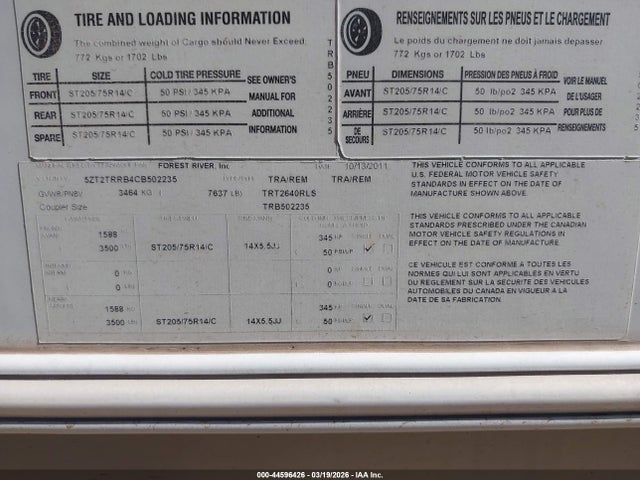 TIRE AND LOADING INFORMATION
The combined weight of Cargo should Never Exceed
772 Kgs or 1702 Lbs
TIRE SIZE COLD TIRE PRESSURE
FRONT ST205/75R14/C 50 PSI / 345 KPA
REAR ST205/75R14/C 50 PSI / 345 KPA
SPARE ST205/75R14/C 50 PSI / 345 KPA
SEE OWNER'S
MANUAL FOR
ADDITIONAL
INFORMATION
TRB502235
RENSEIGNEMENTS SUR LES PNEUS ET LE CHARGEMENT
Le poids du chargement ne doit jamais depasser
772 Kgs or 1702 Lbs
PNEU DIMENSIONS PRESSION DES PNEUS À FROID
AVANT ST205/75R14/C 50 lb/po2 345 KPA
ARRIÈRE ST205/75R14/C 50 lb/po2 345 KPA
DE SECOURS ST205/75R14/C 50 lb/po2 345 KPA
VOIR LE MANUEL
DE L'USAGER
POUR PLUS DE
RENSEIGNEMENTS
FOREST RIVER, Inc. 10/13/2011
5ZT2TRRB4CB502235 TRA/REM TRA/REM
GVWR/PNBV 3464 KG ( 7637 LB) TRT2640RLS
Coupler Size TRB502235
1588
3500 ST205/75R14/C 14X5.5JJ 345
50
0 0
0 0
1588
3500 ST205/75R14/C 14X5.5JJ 345
50
THIS VEHICLE CONFORMS TO ALL APPLICABLE
U.S. FEDERAL MOTOR VEHICLE SAFETY
STANDARDS IN EFFECT ON THE DATE OF
MANUFACTURE SHOWN ABOVE.
THIS VEHICLE CONFORMS TO ALL APPLICABLE
STANDARDS PRESCRIBED UNDER THE CANADIAN
MOTOR VEHICLE SAFETY REGULATIONS IN
EFFECT ON THE DATE OF MANUFACTURE.
CE VEHICULE EST CONFORME A TOUTES LES
NORMES QUI LUI SONT APPLICABLES EN VERTU
DU REGLEMENT SUR LA SÉCURITE DES VEHICULES
AUTOMOBILES DU CANADA EN VIGUEUR A LA
DATE DE SA FABRICATION.
000-44596426 - 03/19/2026 - IAA Inc.